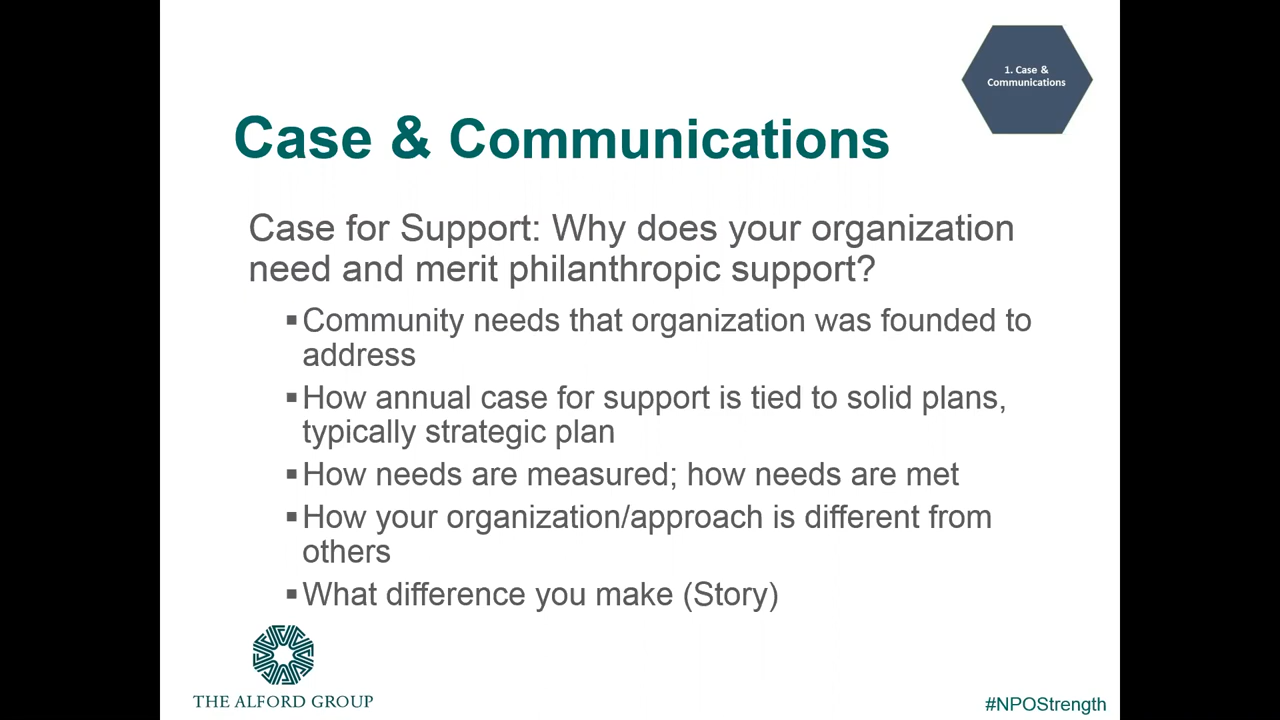 1. Case &
Communications
Case & Communications
Case for Support: Why does your organization
need and merit philanthropic support?
▪Community needs that organization was founded to
address
▪How annual case for support is tied to solid plans,
typically strategic plan
▪How needs are measured; how needs are met
▪How your organization/approach is different from
others
▪What difference you make (Story)
THE ALFORD GROUP
#NPOStrength